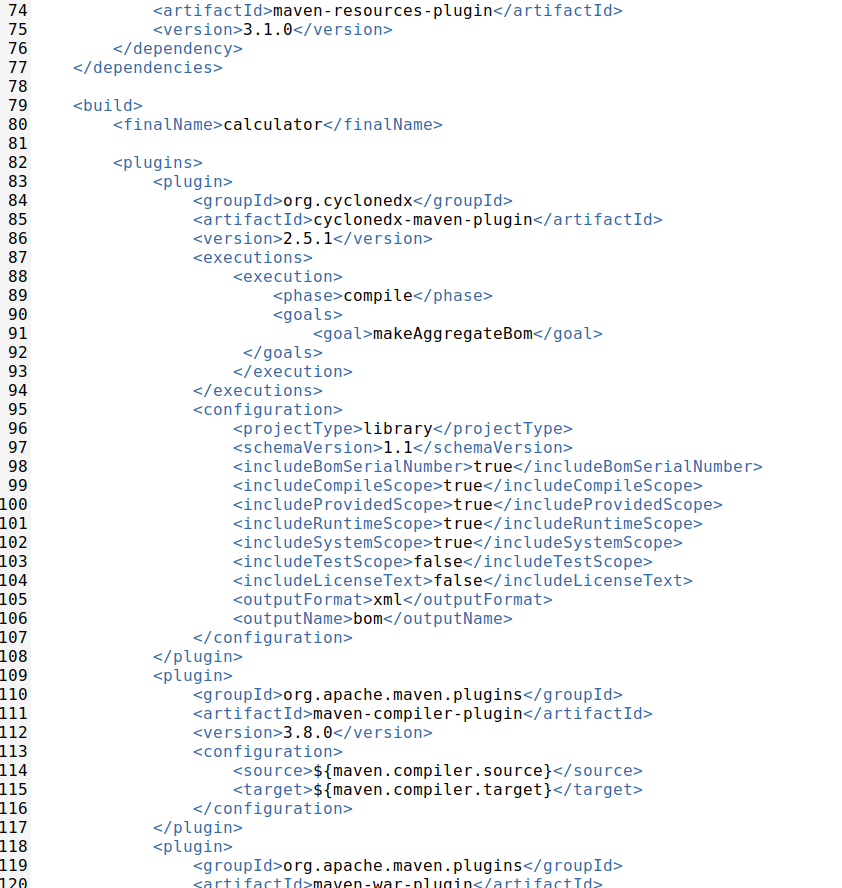 74             <artifactId>maven-resources-plugin</artifactId>
75             <version>3.1.0</version>
76         </dependency>
77     </dependencies>
78
79     <build>
80         <finalName>calculator</finalName>
81
82         <plugins>
83             <plugin>
84                 <groupId>org.cyclonedx</groupId>
85                 <artifactId>cyclonedx-maven-plugin</artifactId>
86                 <version>2.5.1</version>
87                 <executions>
88                     <execution>
89                         <phase>compile</phase>
90                         <goals>
91                             <goal>makeAggregateBom</goal>
92                      </goals>
93                     </execution>
94                 </executions>
95                 <configuration>
96                     <projectType>library</projectType>
97                     <schemaVersion>1.1</schemaVersion>
98                     <includeBomSerialNumber>true</includeBomSerialNumber>
99                     <includeCompileScope>true</includeCompileScope>
100                     <includeProvidedScope>true</includeProvidedScope>
101                     <includeRuntimeScope>true</includeRuntimeScope>
102                     <includeSystemScope>true</includeSystemScope>
103                     <includeTestScope>false</includeTestScope>
104                     <includeLicenseText>false</includeLicenseText>
105                     <outputFormat>xml</outputFormat>
106                     <outputName>bom</outputName>
107                 </configuration>
108             </plugin>
109             <plugin>
110                 <groupId>org.apache.maven.plugins</groupId>
111                 <artifactId>maven-compiler-plugin</artifactId>
112                 <version>3.8.0</version>
113                 <configuration>
114                     <source>${maven.compiler.source}</source>
115                     <target>${maven.compiler.target}</target>
116                 </configuration>
117             </plugin>
118             <plugin>
119                 <groupId>org.apache.maven.plugins</groupId>
120                 <artifactId>maven-war-plugin</artifactId>